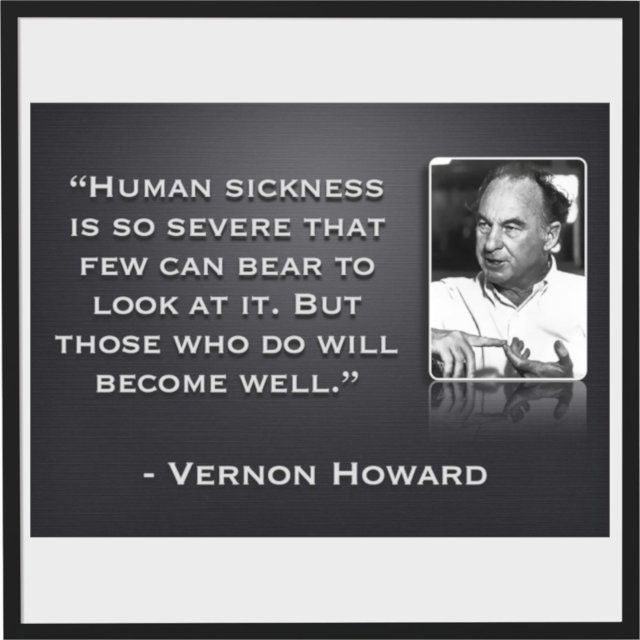 “HUMAN SICKNESS
IS SO SEVERE THAT
FEW CAN BEAR TO
LOOK AT IT. BUT
THOSE WHO DO WILL
BECOME WELL.”
- VERNON HOWARD